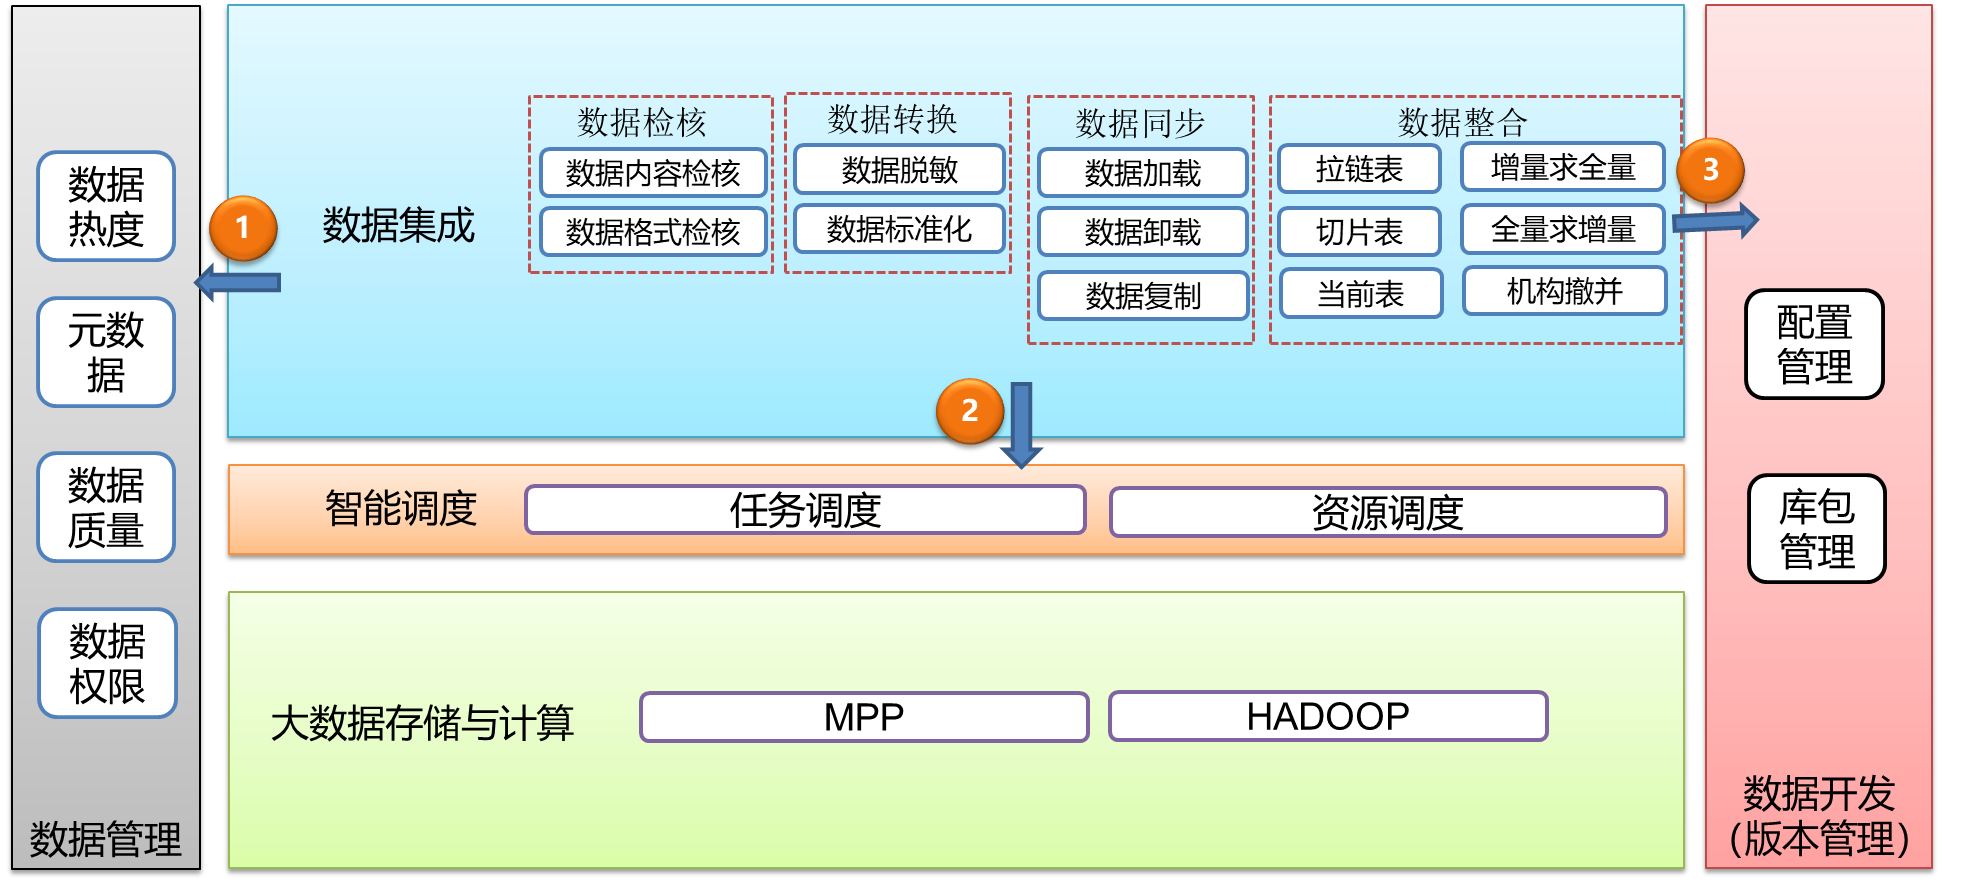 数据
热度
元数
据
数据
质量
数据
权限
数据管理
1
数据集成
数据检核
数据内容检核
数据格式检核
数据转换
数据脱敏
数据标准化
数据同步
数据加载
数据卸载
数据复制
数据整合
拉链表
增量求全量
切片表
全量求增量
当前表
机构撤并
2
3
智能调度
任务调度
资源调度
大数据存储与计算
MPP
HADOOP
配置
管理
库包
管理
数据开发
（版本管理）